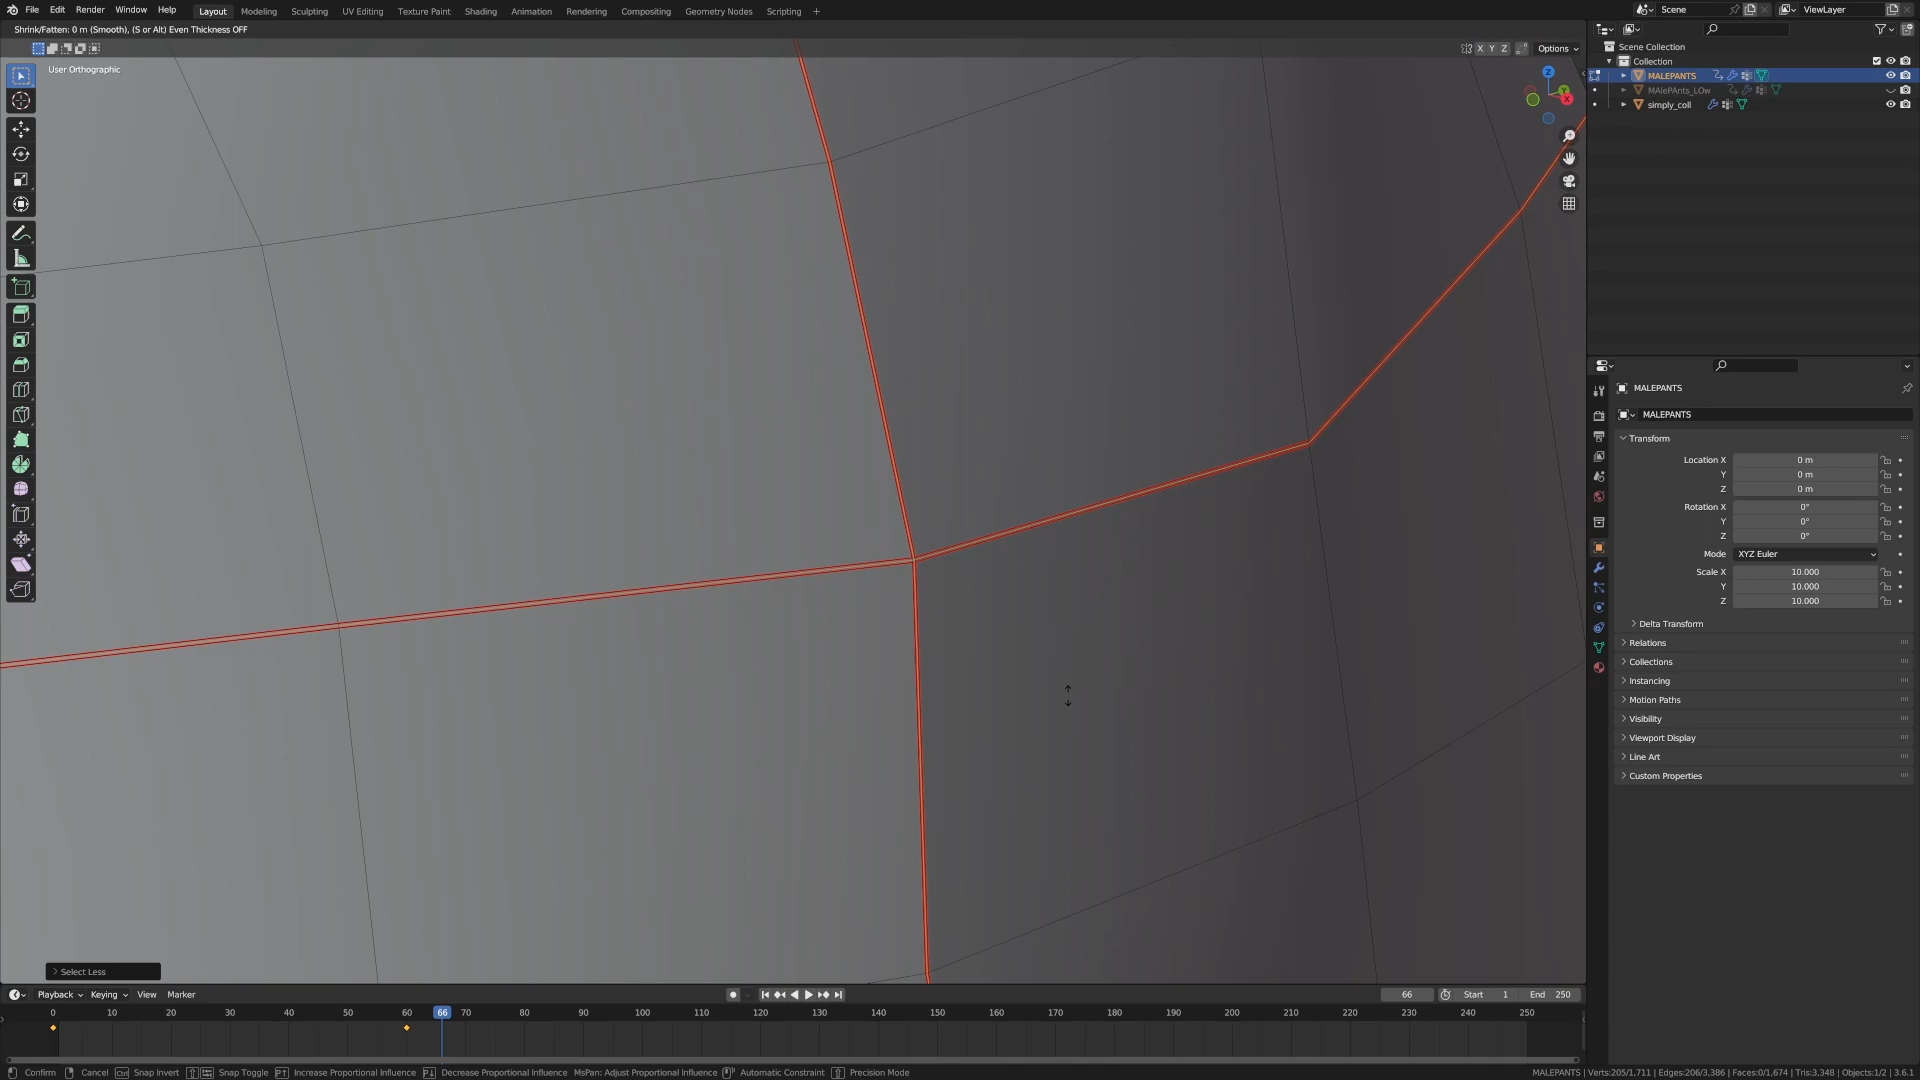 File Edit Render Window Help
Layout Modeling Sculpting UV Editing Texture Paint Shading Animation Rendering Compositing Geometry Nodes Scripting +
Scene
ViewLayer
Shrink/Fatten: 0 m (Smooth), (S or Alt) Even Thickness OFF
X Y Z Options
User Orthographic
Z
Y
X
Scene Collection
Collection
MALEPANTS
MAlePAnts_LOw
simply_coll
MALEPANTS
MALEPANTS
Transform
Location X 0 m
Y 0 m
Z 0 m
Rotation X 0°
Y 0°
Z 0°
Mode XYZ Euler
Scale X 10.000
Y 10.000
Z 10.000
Delta Transform
Relations
Collections
Instancing
Motion Paths
Visibility
Viewport Display
Line Art
Custom Properties
Select Less
Playback Keying View Marker
66 Start 1 End 250
0 10 20 30 40 50 60 66 70 80 90 100 110 120 130 140 150 160 170 180 190 200 210 220 230 240 250
Confirm Cancel Ctrl Snap Invert Snap Toggle Increase Proportional Influence Decrease Proportional Influence MsPan: Adjust Proportional Influence Automatic Constraint Precision Mode
MALEPANTS | Verts:205/1,711 | Edges:206/3,386 | Faces:0/1,674 | Tris:3,348 | Objects:1/2 | 3.6.1